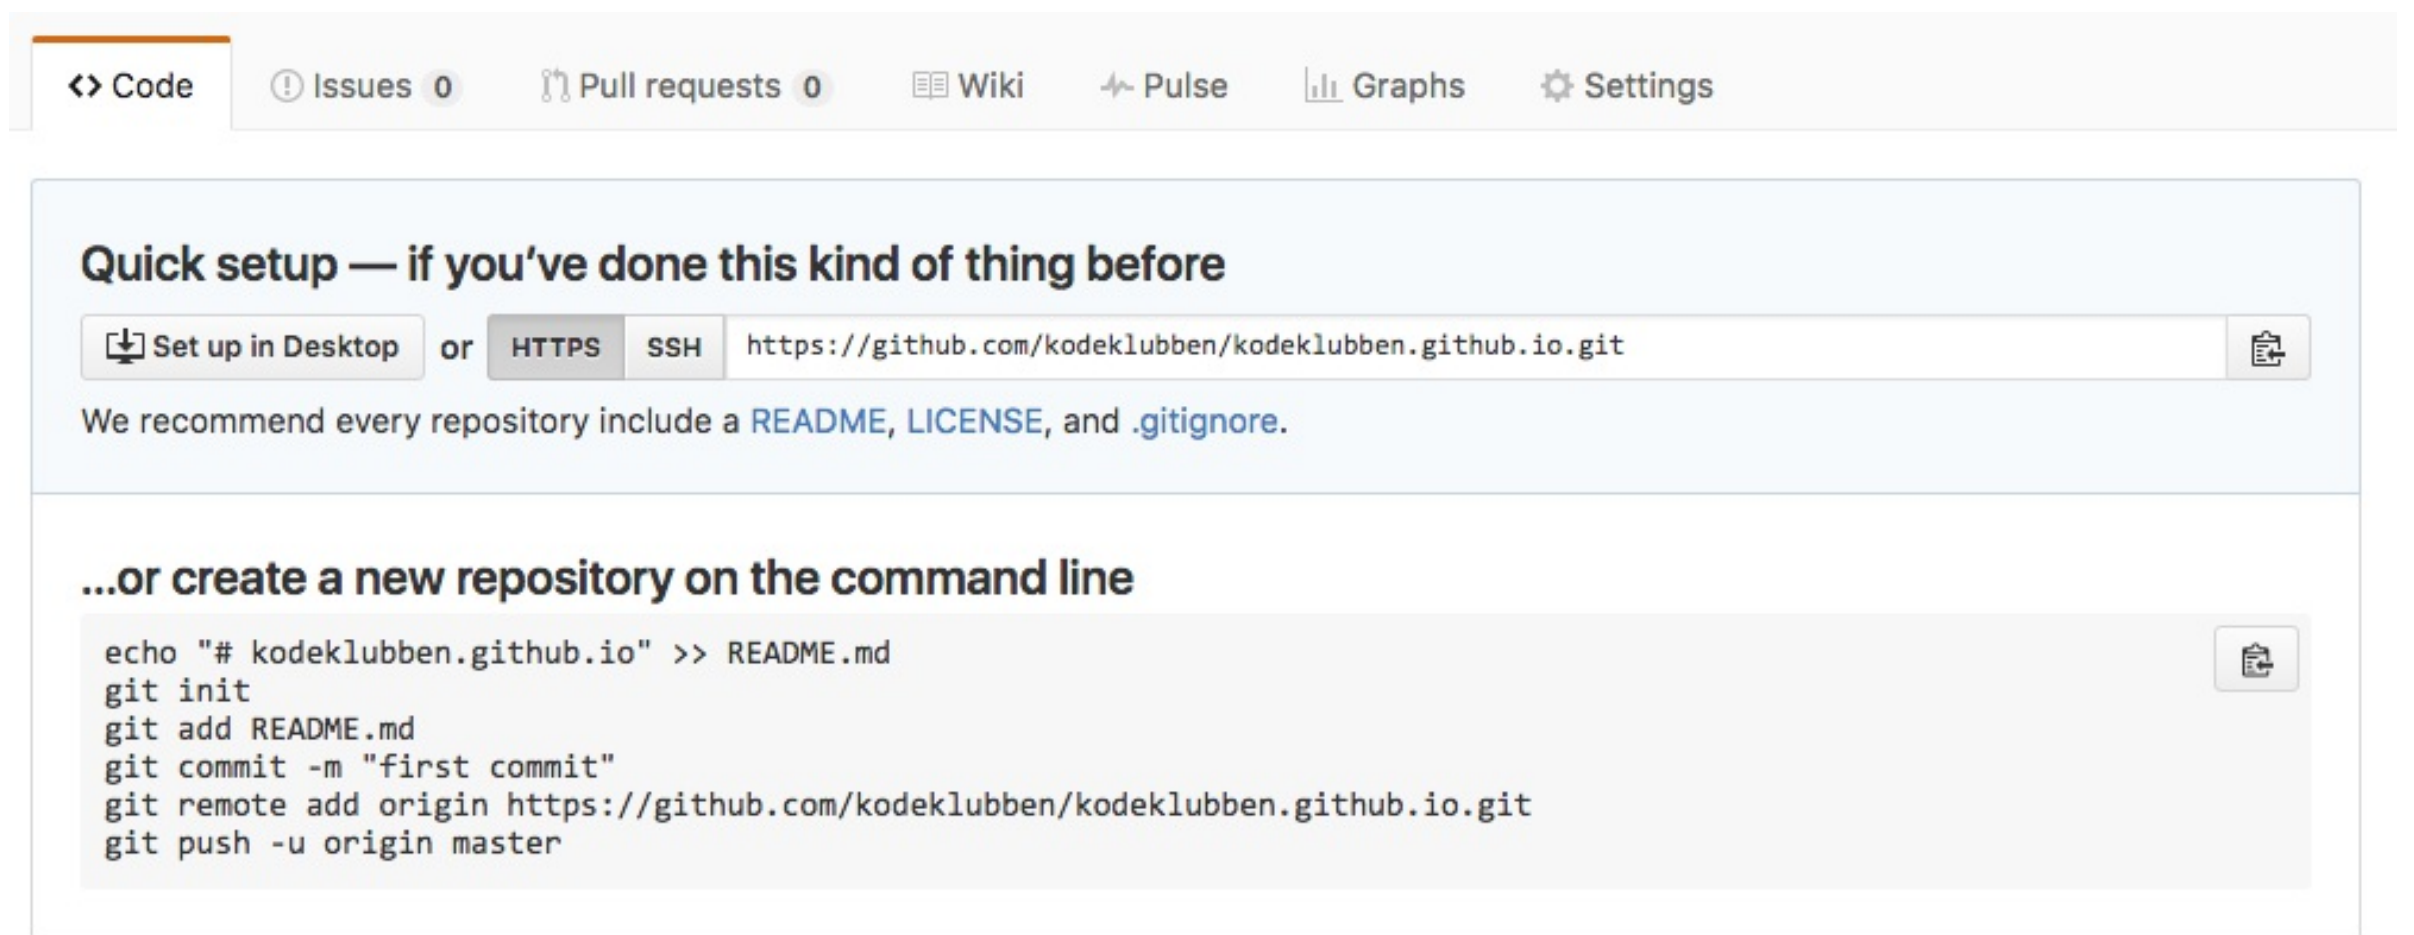 <> Code Issues 0 Pull requests 0 Wiki Pulse Graphs Settings
Quick setup — if you’ve done this kind of thing before
Set up in Desktop or HTTPS SSH https://github.com/kodeklubben/kodeklubben.github.io.git
We recommend every repository include a README, LICENSE, and .gitignore.
…or create a new repository on the command line
echo "# kodeklubben.github.io" >> README.md
git init
git add README.md
git commit -m "first commit"
git remote add origin https://github.com/kodeklubben/kodeklubben.github.io.git
git push -u origin master